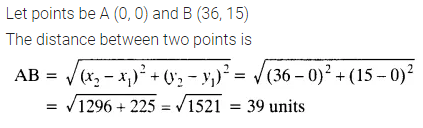 Let points be A (0, 0) and B (36, 15)
The distance between two points is
AB = √(x₂ – x₁)² + (y₂ – y₁)² = √(36 – 0)² + (15 – 0)²
= √1296 + 225 = √1521 = 39 units